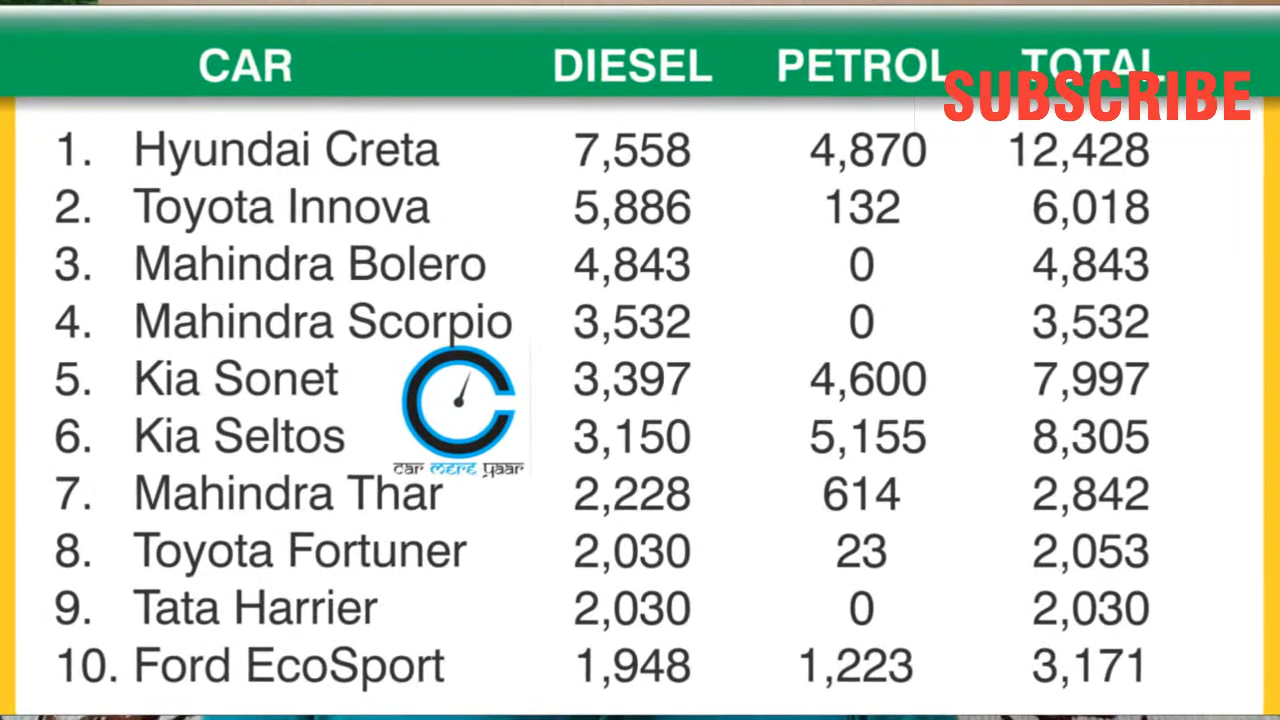 CAR DIESEL PETROL TOTAL
SUBSCRIBE
1. Hyundai Creta 7,558 4,870 12,428
2. Toyota Innova 5,886 132 6,018
3. Mahindra Bolero 4,843 0 4,843
4. Mahindra Scorpio 3,532 0 3,532
5. Kia Sonet 3,397 4,600 7,997
6. Kia Seltos 3,150 5,155 8,305
car mere yaar
7. Mahindra Thar 2,228 614 2,842
8. Toyota Fortuner 2,030 23 2,053
9. Tata Harrier 2,030 0 2,030
10. Ford EcoSport 1,948 1,223 3,171